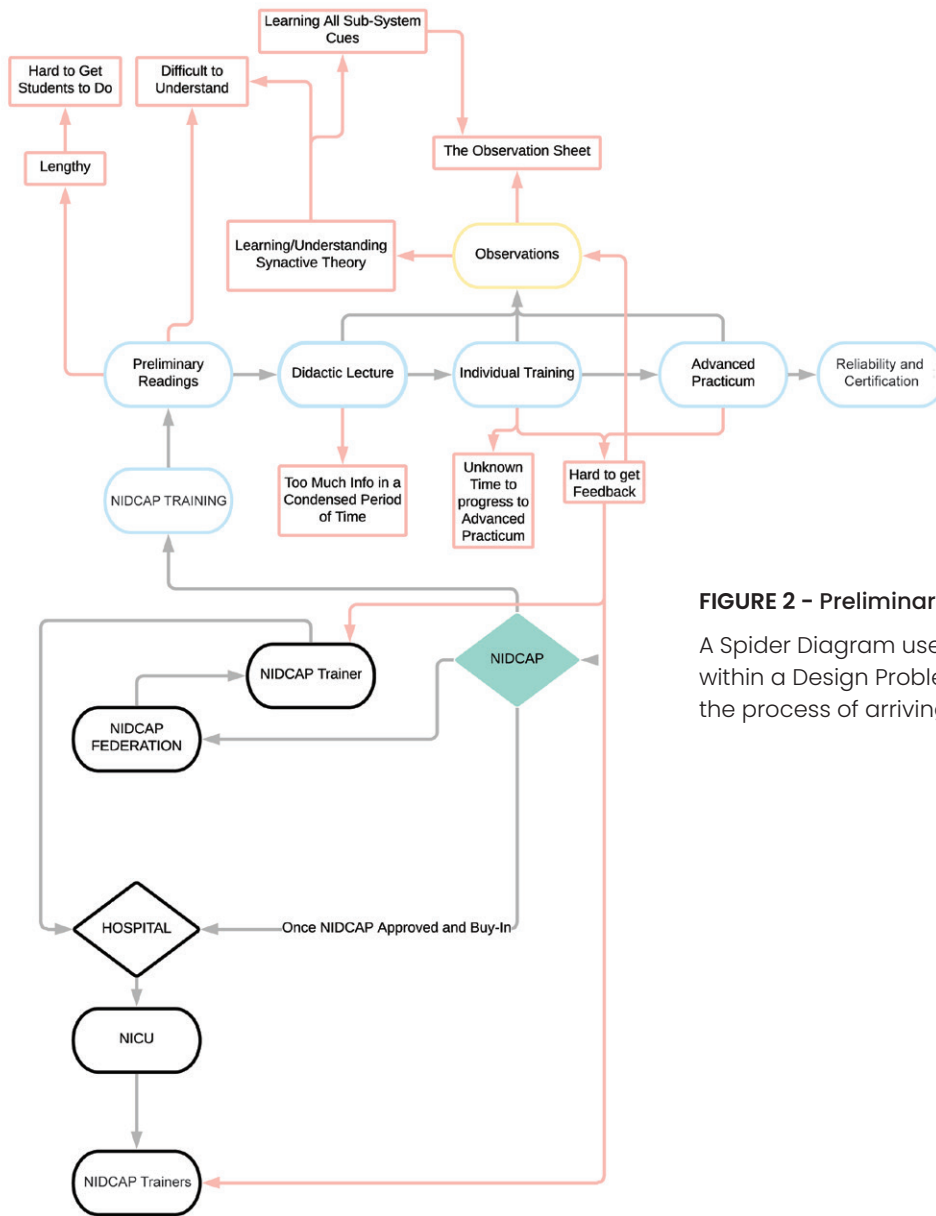 Learning All Sub-System
Cues
Hard to Get
Students to Do
Difficult to
Understand
The Observation Sheet
Lengthy
Learning/Understanding
Synactive Theory
Observations
Preliminary
Readings
Didactic Lecture
Individual Training
Advanced
Practicum
Reliability and
Certification
NIDCAP TRAINING
Too Much Info in a
Condensed Period
of Time
Unknown
Time to
progress to
Advanced
Practicum
Hard to get
Feedback
FIGURE 2 - Preliminar
A Spider Diagram use
within a Design Proble
the process of arriving
NIDCAP
NIDCAP Trainer
NIDCAP
FEDERATION
HOSPITAL
Once NIDCAP Approved and Buy-In
NICU
NIDCAP Trainers